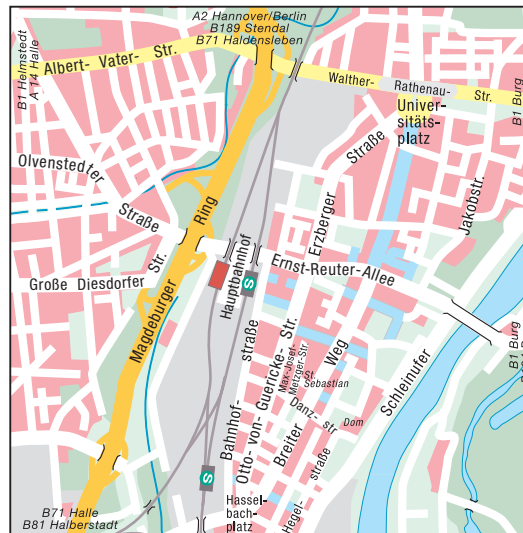 A2 Hannover/Berlin
B189 Stendal
B71 Haldensleben
B1 Helmstedt
A 14 Halle
Albert- Vater- Str.
Walther- Rathenau- Str.
B1 Burg
Univer-
sitäts-
platz
Olvenstedter
Straße
Erzberger Straße
Jakobstr.
Ring
Große Diesdorfer Str.
Magdeburger
Hauptbahnhof
S
Ernst-Reuter-Allee
Bahnhof-
straße
Otto-von-Guericke-Str.
Max-Josef-
Metzger-Str.
St.
Sebastian
Danz-
str
Dom
Breiter Weg
Schleinufer
B1 Burg
S
Hassel-
bach-
platz
Hegel-
straße
B71 Halle
B81 Halberstadt